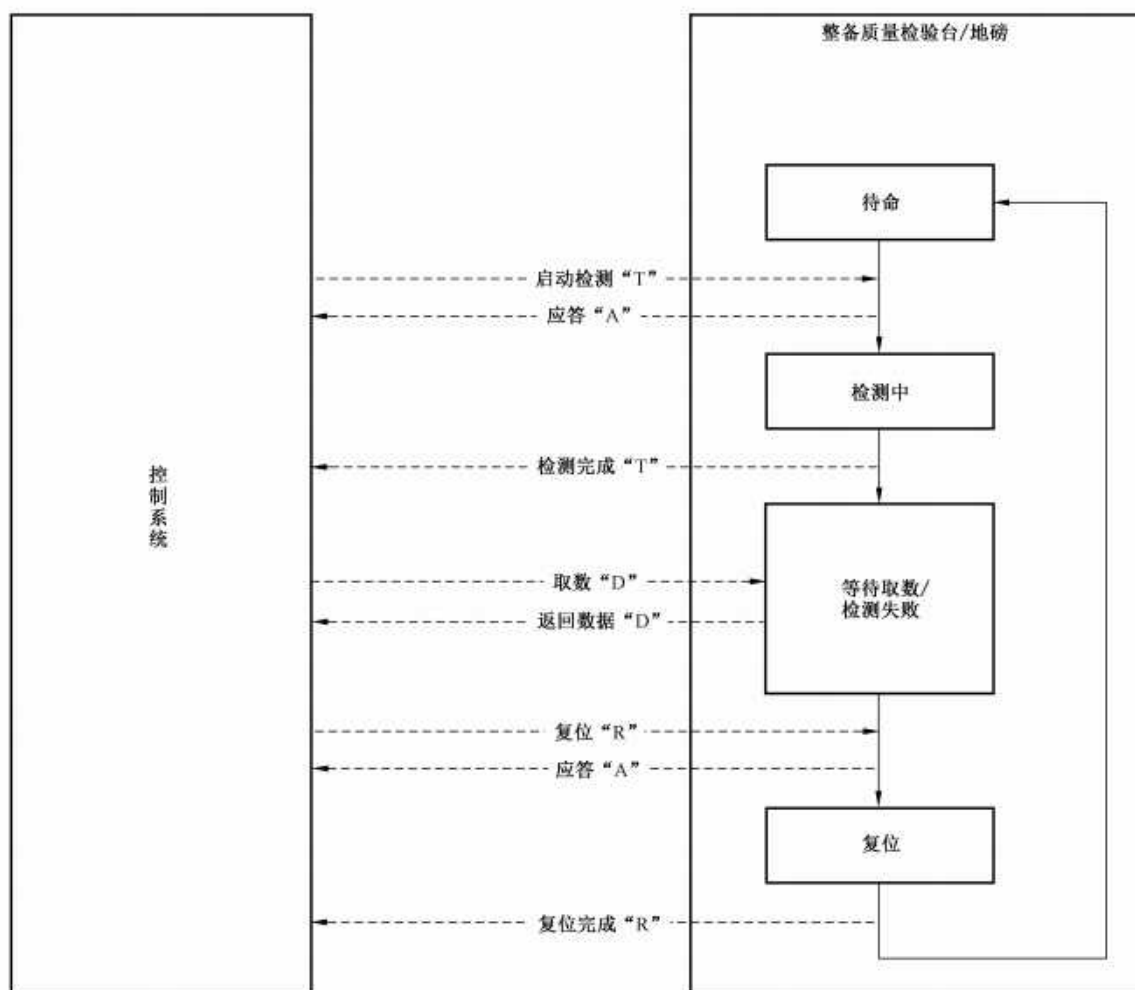 整备质量检验台/地磅
待命
启动检测“T”
应答“A”
检测中
检测完成“T”
控制系统
取数“D”
等待取数/
检测失败
返回数据“D”
复位“R”
应答“A”
复位
复位完成“R”